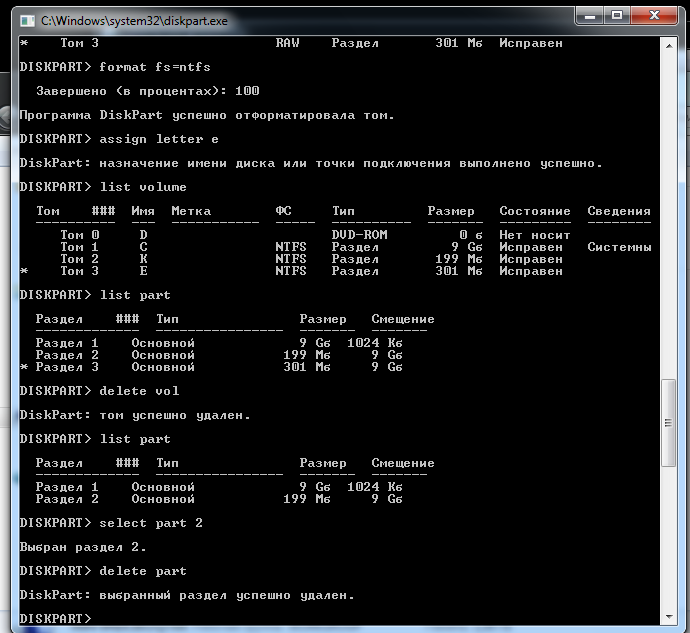 C:\Windows\system32\diskpart.exe
* Том 3 RAW Раздел 301 Мб Исправен
DISKPART> format fs=ntfs
Завершено (в процентах): 100
Программа DiskPart успешно отформатировала том.
DISKPART> assign letter e
DiskPart: назначение имени диска или точки подключения выполнено успешно.
DISKPART> list volume
Том ### Имя Метка ФС Тип Размер Состояние Сведения
Том 0 D DVD-ROM 0 б Нет носит
Том 1 C NTFS Раздел 9 Gб Исправен Системны
Том 2 K NTFS Раздел 199 Мб Исправен
* Том 3 E NTFS Раздел 301 Мб Исправен
DISKPART> list part
Раздел ### Тип Размер Смещение
Раздел 1 Основной 9 Gб 1024 Кб
Раздел 2 Основной 199 Мб 9 Gб
* Раздел 3 Основной 301 Мб 9 Gб
DISKPART> delete vol
DiskPart: том успешно удален.
DISKPART> list part
Раздел ### Тип Размер Смещение
Раздел 1 Основной 9 Gб 1024 Кб
Раздел 2 Основной 199 Мб 9 Gб
DISKPART> select part 2
Выбран раздел 2.
DISKPART> delete part
DiskPart: выбранный раздел успешно удален.
DISKPART>